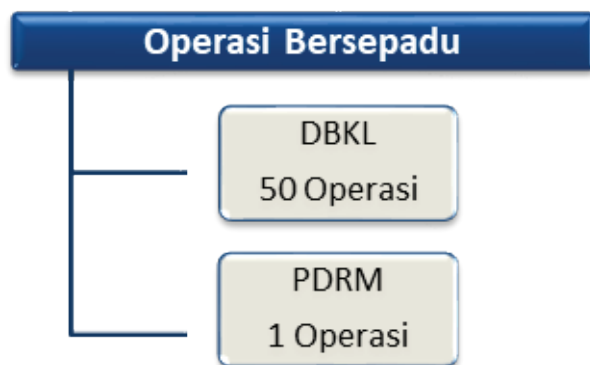 Operasi Bersepadu
DBKL
50 Operasi
PDRM
1 Operasi